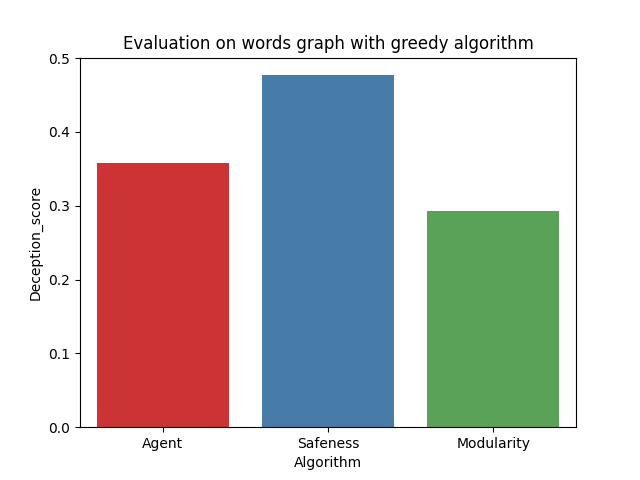 Evaluation on words graph with greedy algorithm
0.5
0.4
0.3
0.2
0.1
0.0
Deception_score
Agent Safeness Modularity
Algorithm